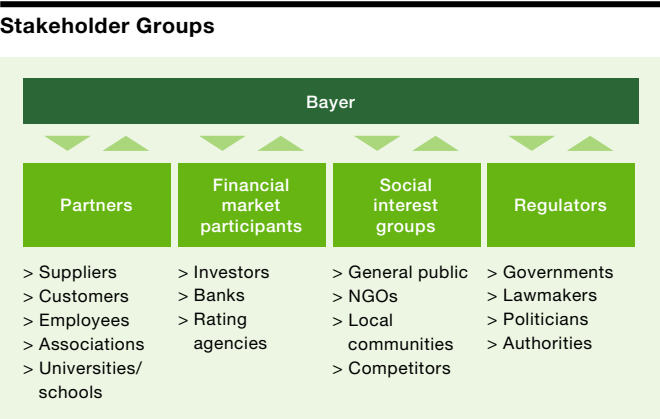 Stakeholder Groups
Bayer
Partners
Financial
market
participants
Social
interest
groups
Regulators
> Suppliers
> Customers
> Employees
> Associations
> Universities/
schools
> Investors
> Banks
> Rating
agencies
> General public
> NGOs
> Local
communities
> Competitors
> Governments
> Lawmakers
> Politicians
> Authorities